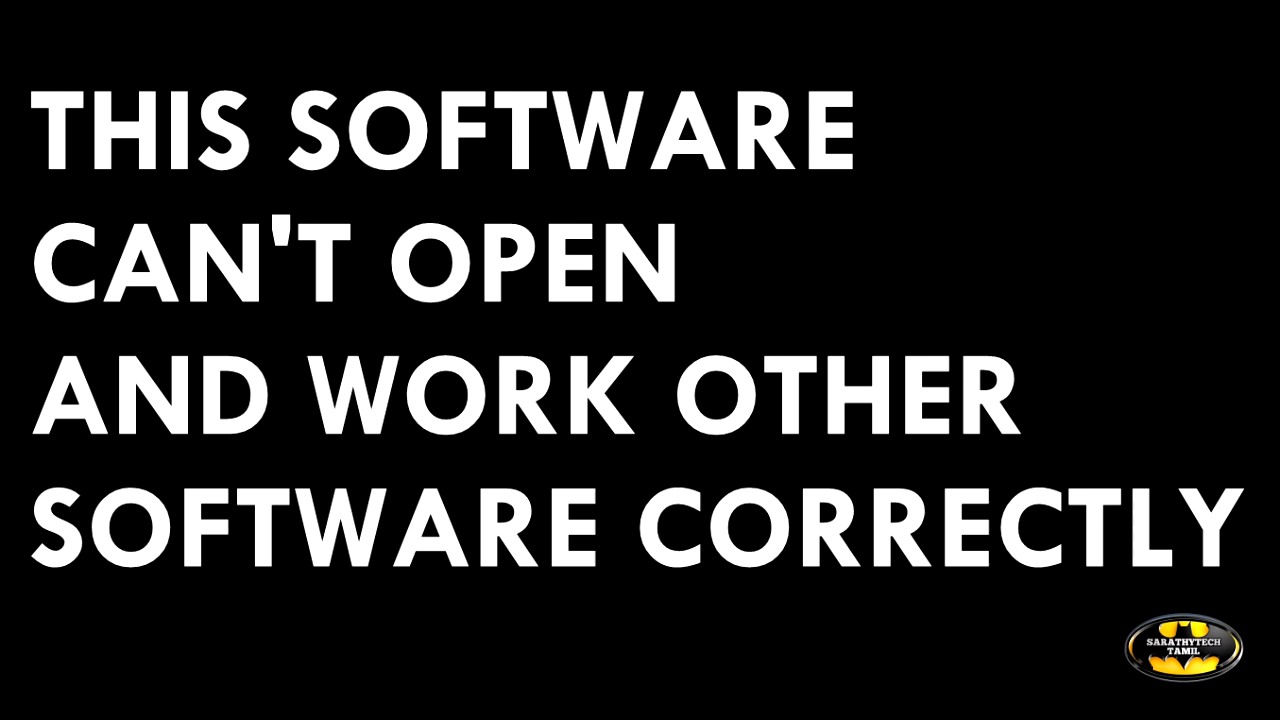 THIS SOFTWARE
CAN'T OPEN
AND WORK OTHER
SOFTWARE CORRECTLY
SARATHYTECH
TAMIL